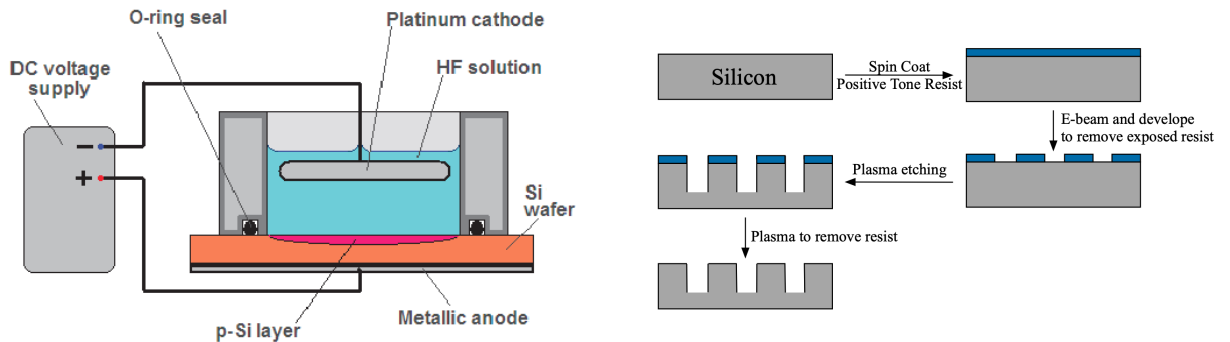 O-ring seal
Platinum cathode
DC voltage
supply
HF solution
−
+
Si
wafer
p-Si layer
Metallic anode
Silicon
Spin Coat
Positive Tone Resist
E-beam and develope
to remove exposed resist
Plasma etching
Plasma to remove resist